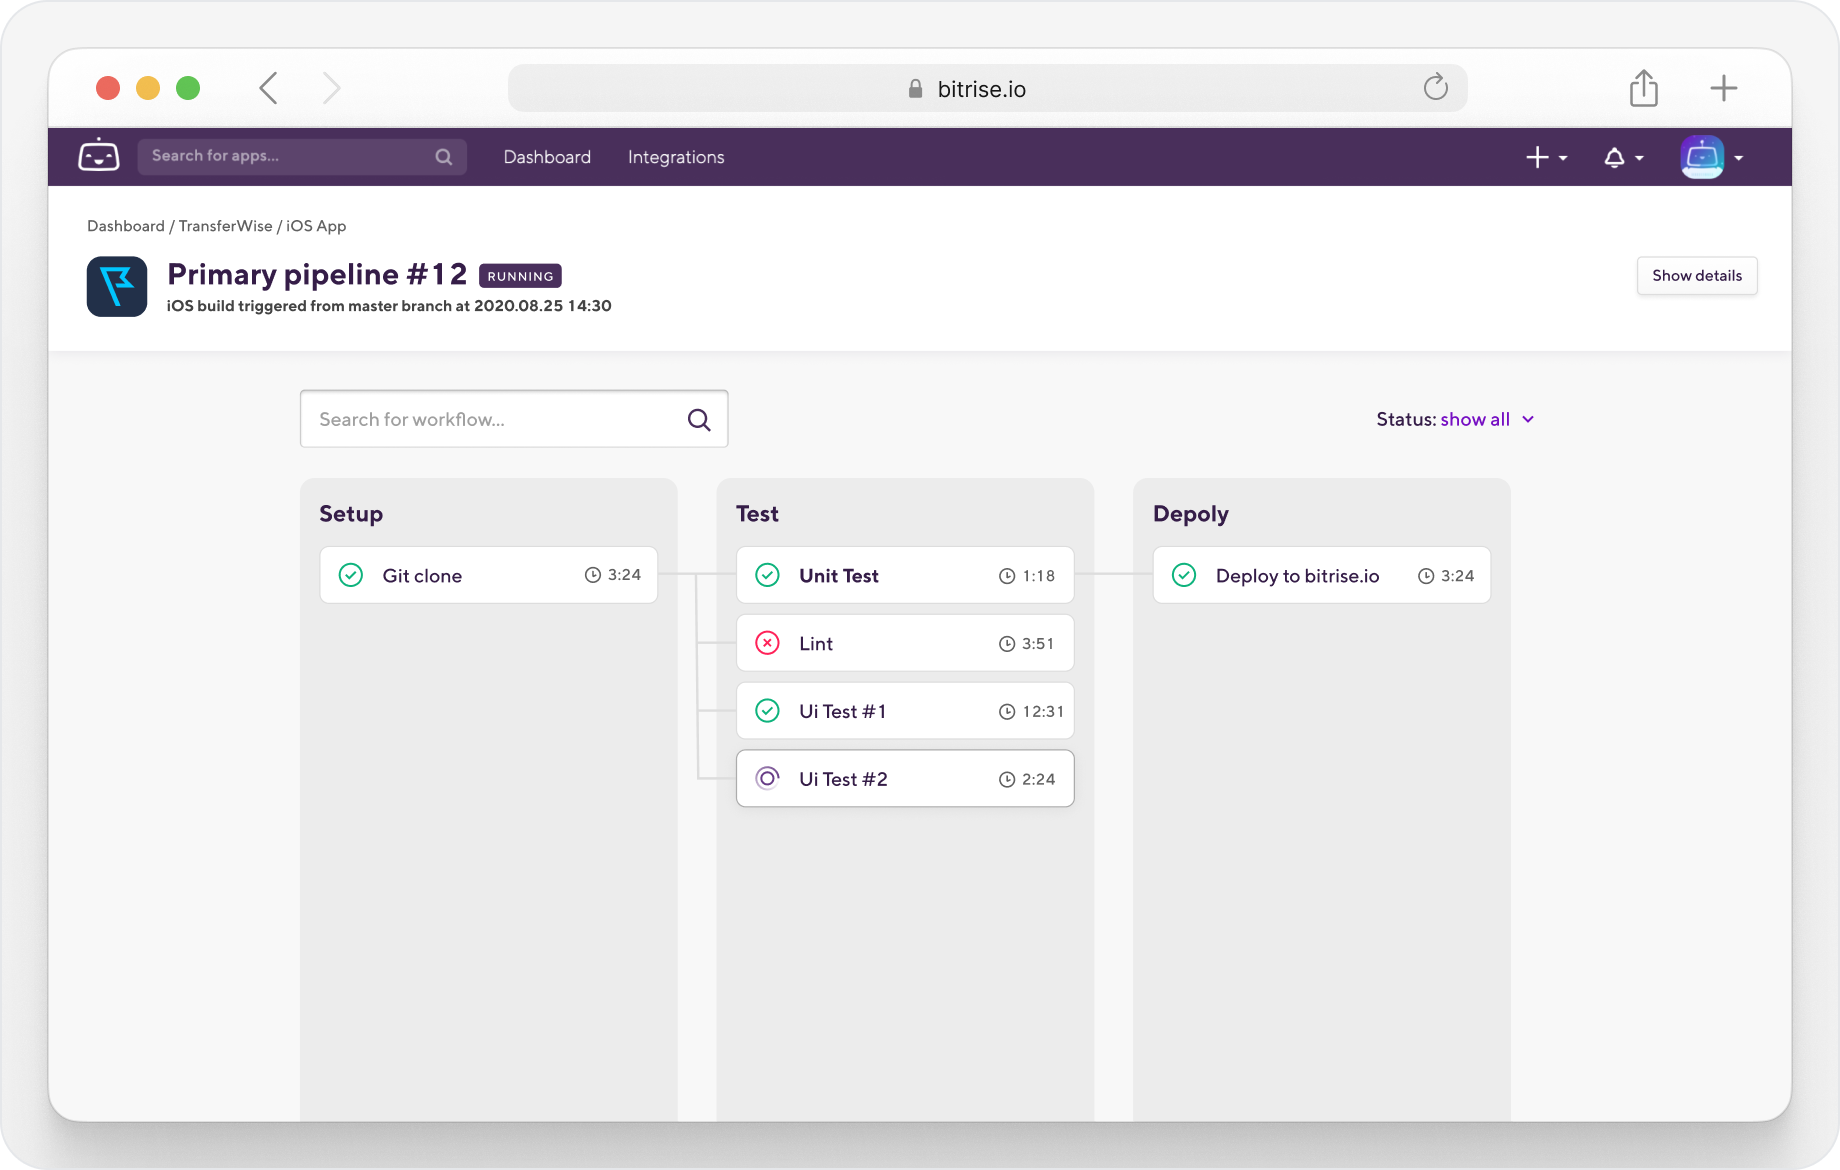 bitrise.io
Search for apps...
Dashboard
Integrations
Dashboard / TransferWise / iOS App
Primary pipeline #12 RUNNING
iOS build triggered from master branch at 2020.08.25 14:30
Show details
Search for workflow...
Status: show all
Setup
Git clone 3:24
Test
Unit Test 1:18
Lint 3:51
Ui Test #1 12:31
Ui Test #2 2:24
Depoly
Deploy to bitrise.io 3:24